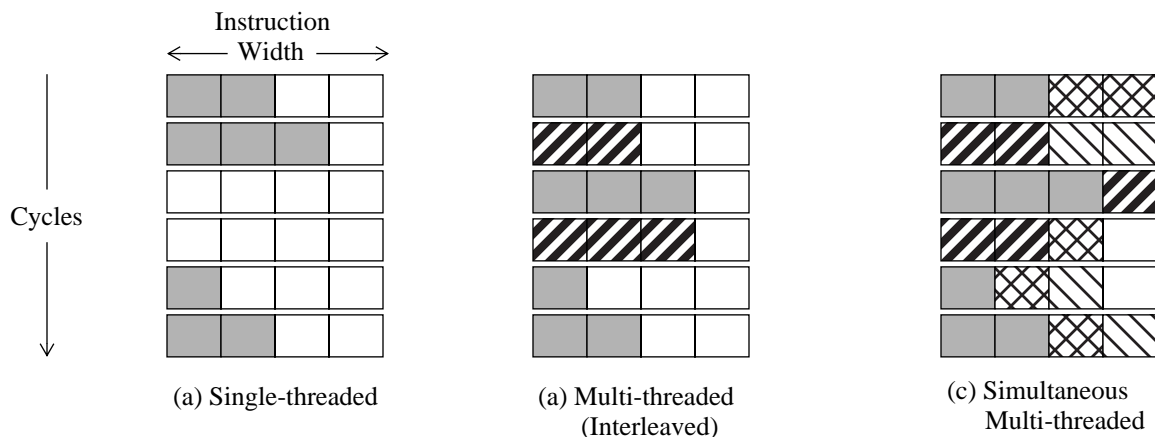 Instruction
Width
Cycles
(a) Single-threaded
(a) Multi-threaded
(Interleaved)
(c) Simultaneous
Multi-threaded